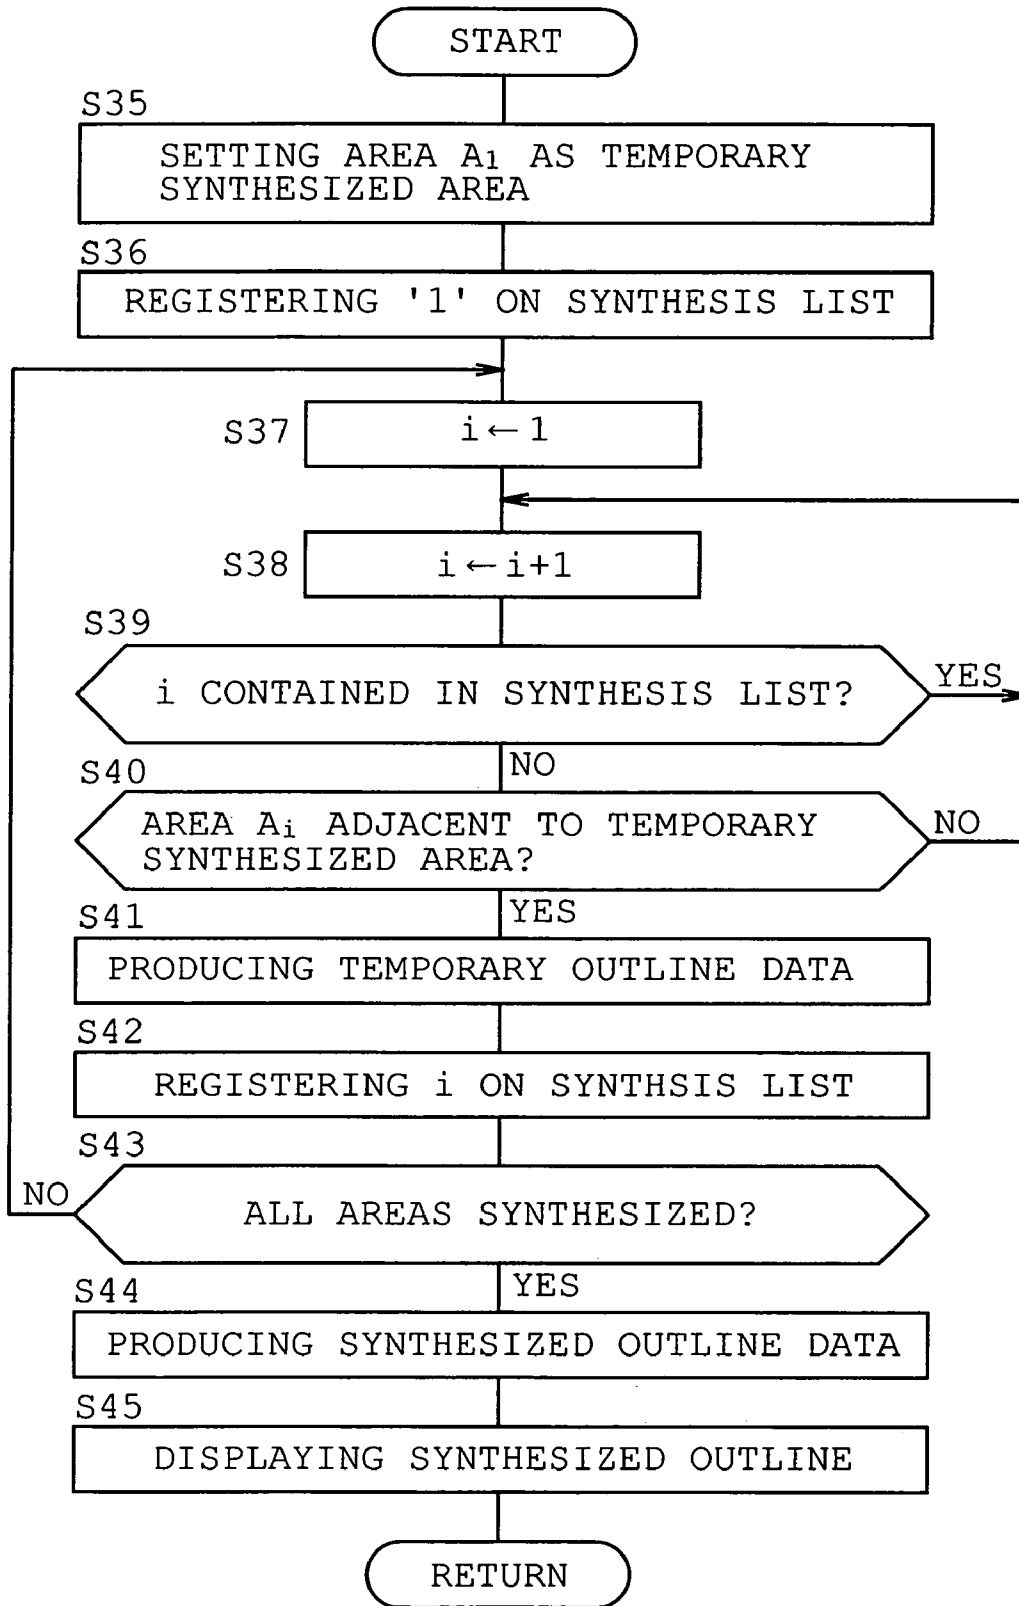 START
S35
SETTING AREA A1 AS TEMPORARY
SYNTHESIZED AREA
S36
REGISTERING '1' ON SYNTHESIS LIST
S37
i←1
S38
i←i+1
S39
i CONTAINED IN SYNTHESIS LIST?
YES
NO
S40
AREA Ai ADJACENT TO TEMPORARY
SYNTHESIZED AREA?
NO
YES
S41
PRODUCING TEMPORARY OUTLINE DATA
S42
REGISTERING i ON SYNTHSIS LIST
S43
NO
ALL AREAS SYNTHESIZED?
YES
S44
PRODUCING SYNTHESIZED OUTLINE DATA
S45
DISPLAYING SYNTHESIZED OUTLINE
RETURN